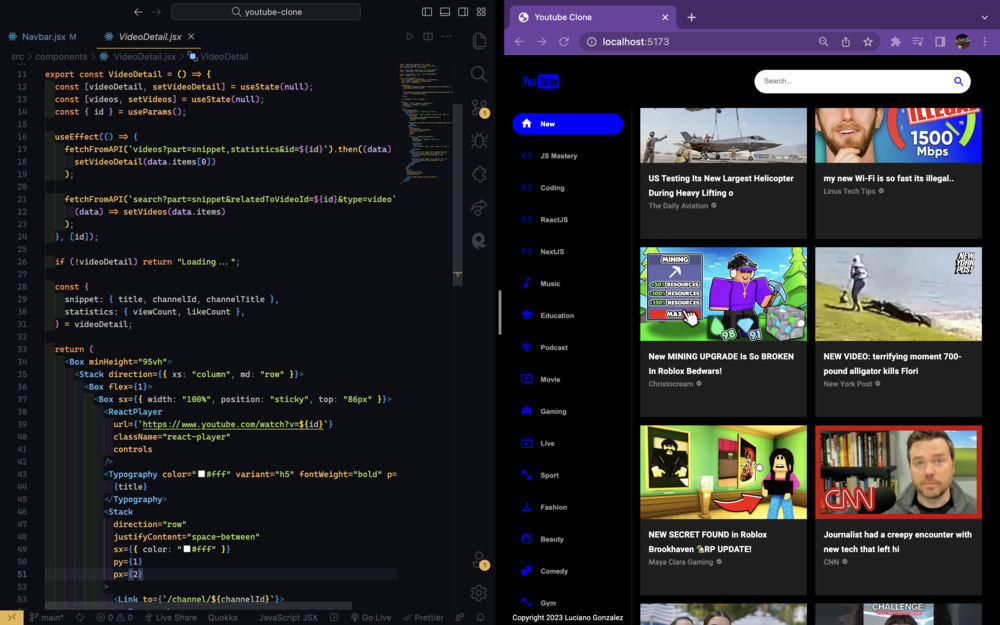 youtube-clone
Navbar.jsx M
VideoDetail.jsx
src > components > VideoDetail.jsx > VideoDetail
11 export const VideoDetail = () => {
12 const [videoDetail, setVideoDetail] = useState(null);
13 const [videos, setVideos] = useState(null);
14 const { id } = useParams();
15
16 useEffect(() => {
17 fetchFromAPI(`videos?part=snippet,statistics&id=${id}`).then((data)
18 setVideoDetail(data.items[0])
19 );
20
21 fetchFromAPI(`search?part=snippet&relatedToVideoId=${id}&type=video`
22 (data) => setVideos(data.items)
23 );
24 }, [id]);
25
26 if (!videoDetail) return "Loading...";
27
28 const {
29 snippet: { title, channelId, channelTitle },
30 statistics: { viewCount, likeCount },
31 } = videoDetail;
32
33 return (
34 <Box minHeight="95vh">
35 <Stack direction={{ xs: "column", md: "row" }}>
36 <Box flex={1}>
37 <Box sx={{ width: "100%", position: "sticky", top: "86px" }}>
38 <ReactPlayer
39 url={`https://www.youtube.com/watch?v=${id}`}
40 className="react-player"
41 controls
42 />
43 <Typography color="#fff" variant="h5" fontWeight="bold" p=
44 {title}
45 </Typography>
46 <Stack
47 direction="row"
48 justifyContent="space-between"
49 sx={{ color: "#fff" }}
50 py={1}
51 px={2}
52 >
53 <Link to={`/channel/${channelId}`}>
main*
0 0
Live Share
Quokka
JavaScript JSX
Go Live
Prettier
1
1
Youtube Clone
localhost:5173
YouTube
Search...
New
JS Mastery
Coding
ReactJS
NextJS
Music
Education
Podcast
Movie
Gaming
Live
Sport
Fashion
Beauty
Comedy
Gym
Copyright 2023 Luciano Gonzalez
US Testing Its New Largest Helicopter
During Heavy Lifting o
The Daily Aviation
ILLEGAL
1500
Mbps
my new Wi-Fi is so fast its illegal..
Linus Tech Tips
MINING
RESOURCES
RESOURCES
RESOURCES
MAX
98 91
New MINING UPGRADE Is So BROKEN
In Roblox Bedwars!
Christocream
NEW
YORK
POST
NEW VIDEO: terrifying moment 700-
pound alligator kills Flori
New York Post
NEW SECRET FOUND in Roblox
Brookhaven 🏡RP UPDATE!
Maya Clara Gaming
CNN
Journalist had a creepy encounter with
new tech that left hi
CNN
CHALLENGE: